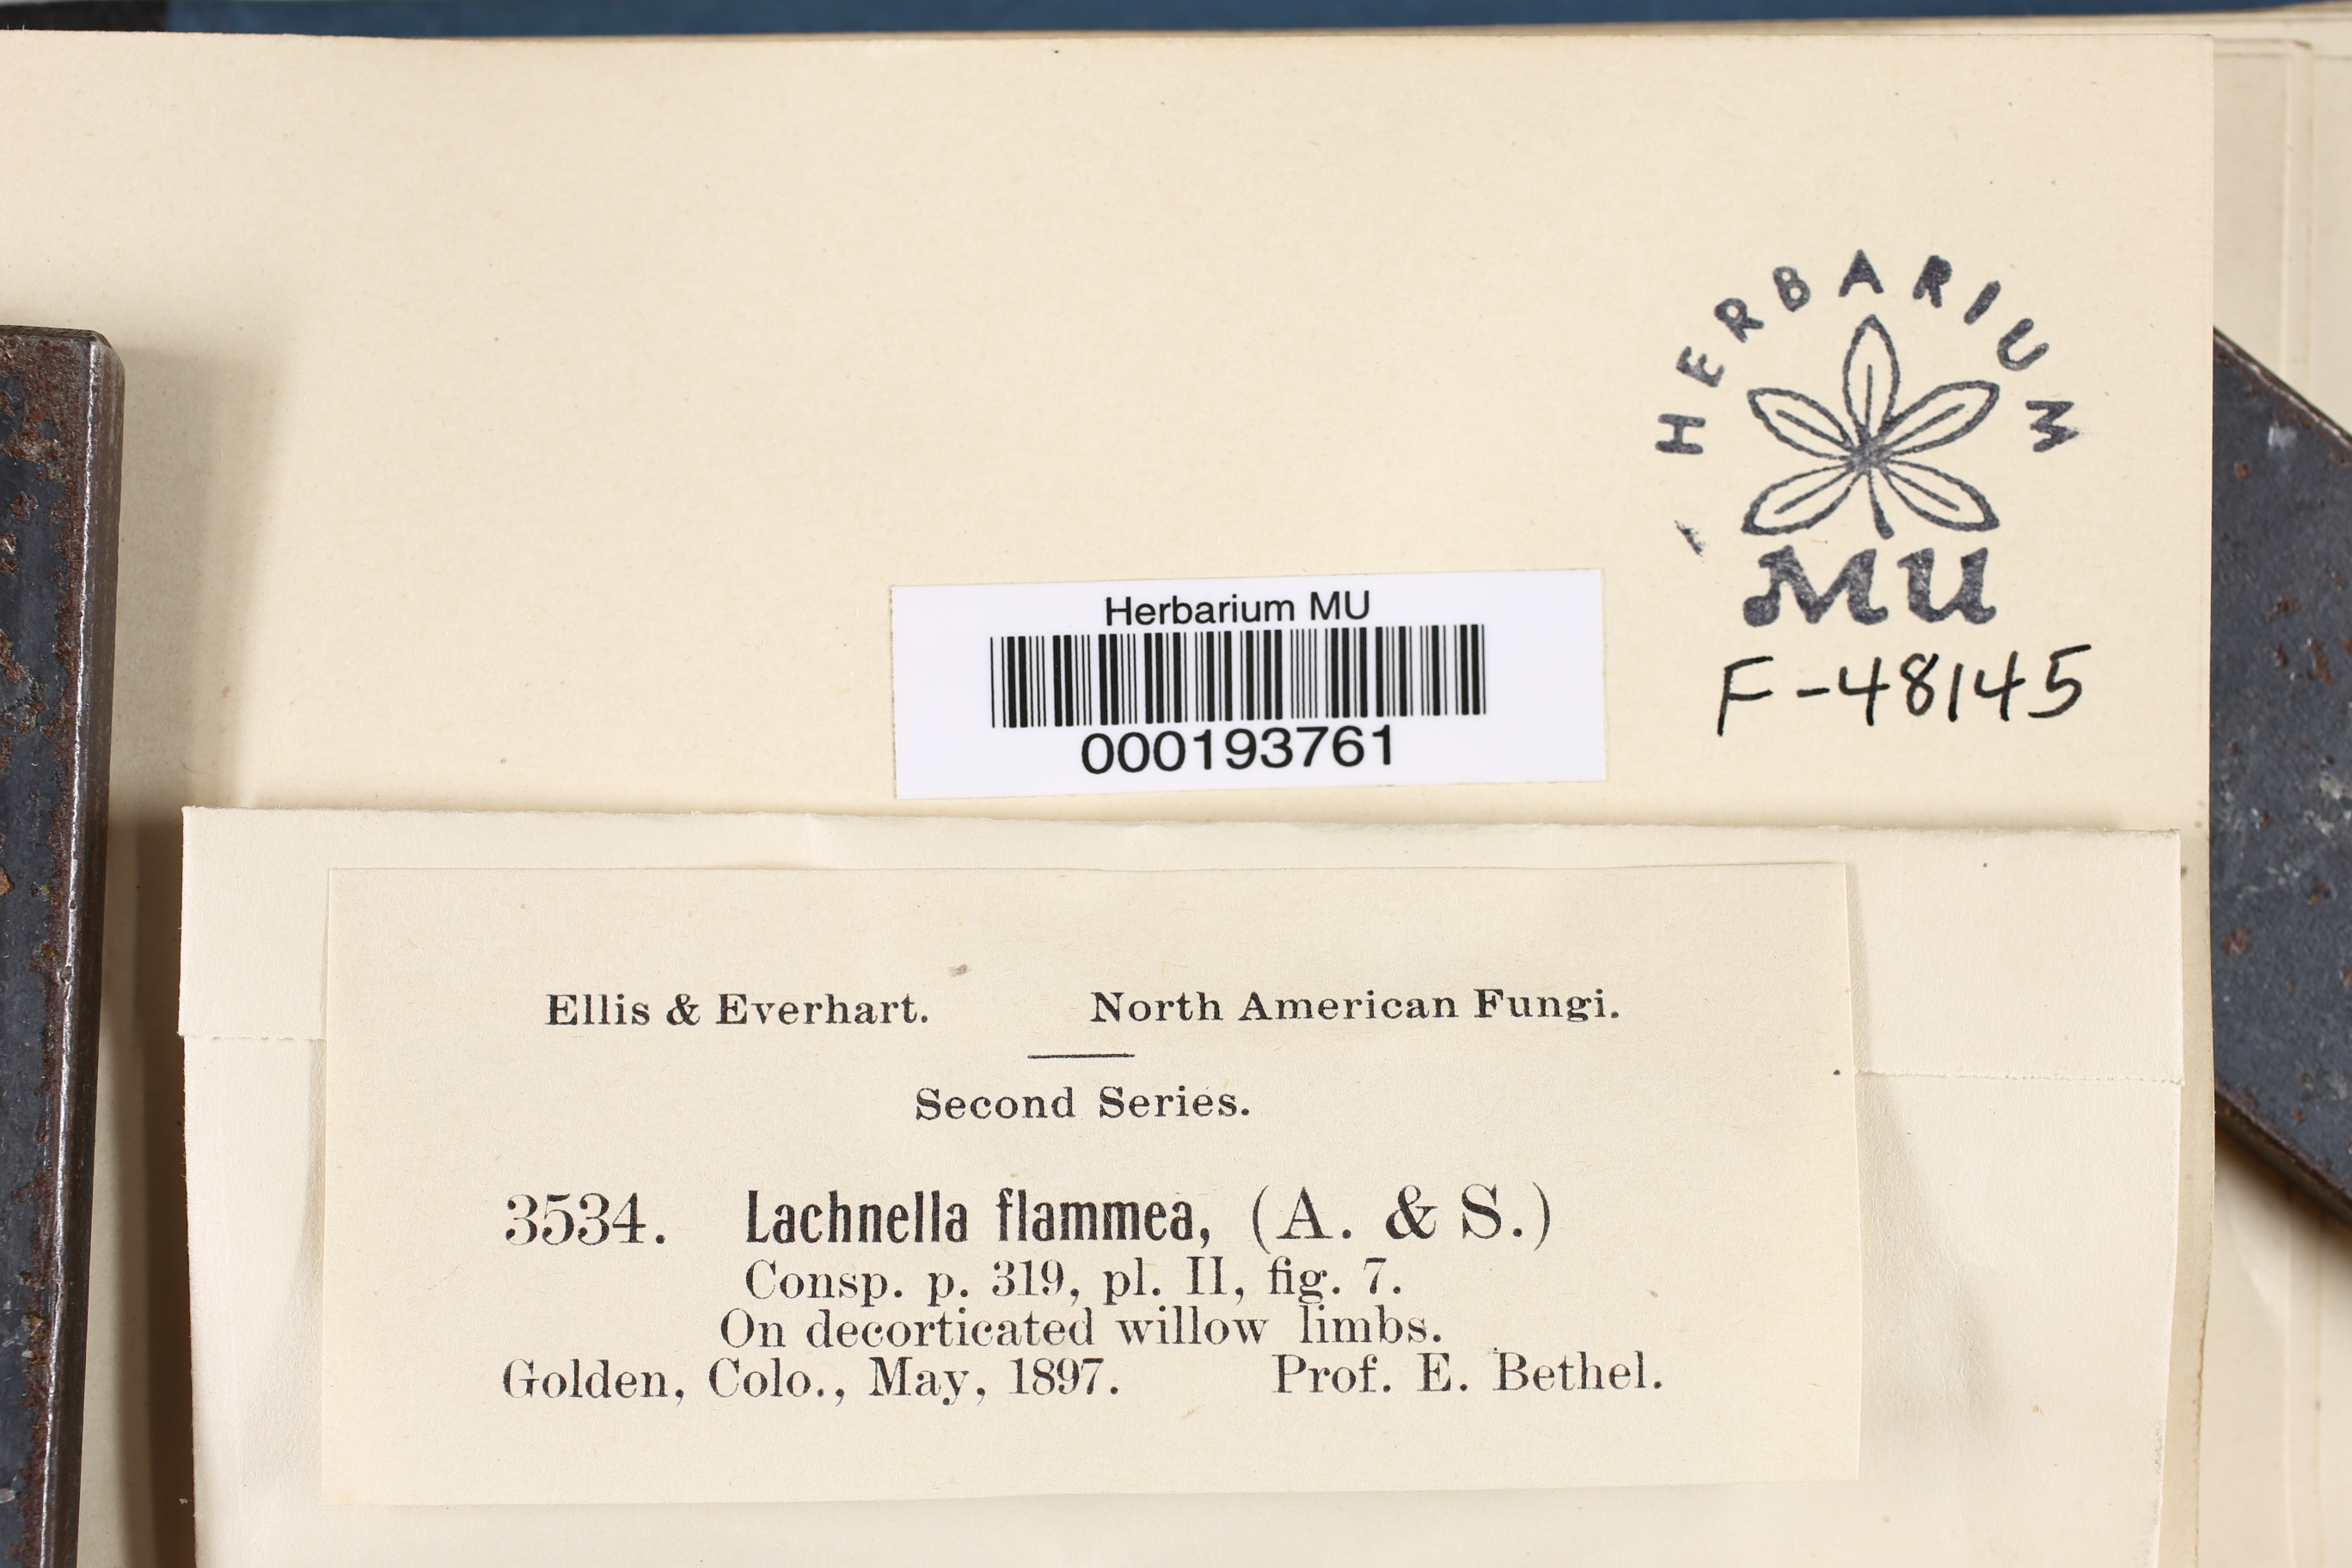 HERBARIUM
MU
F-48145
Herbarium MU
000193761
Ellis & Everhart. North American Fungi.
Second Series.
3534. Lachnella flammea, (A. & S.)
Consp. p. 319, pl. II, fig. 7.
On decorticated willow limbs.
Golden, Colo., May, 1897. Prof. E. Bethel.